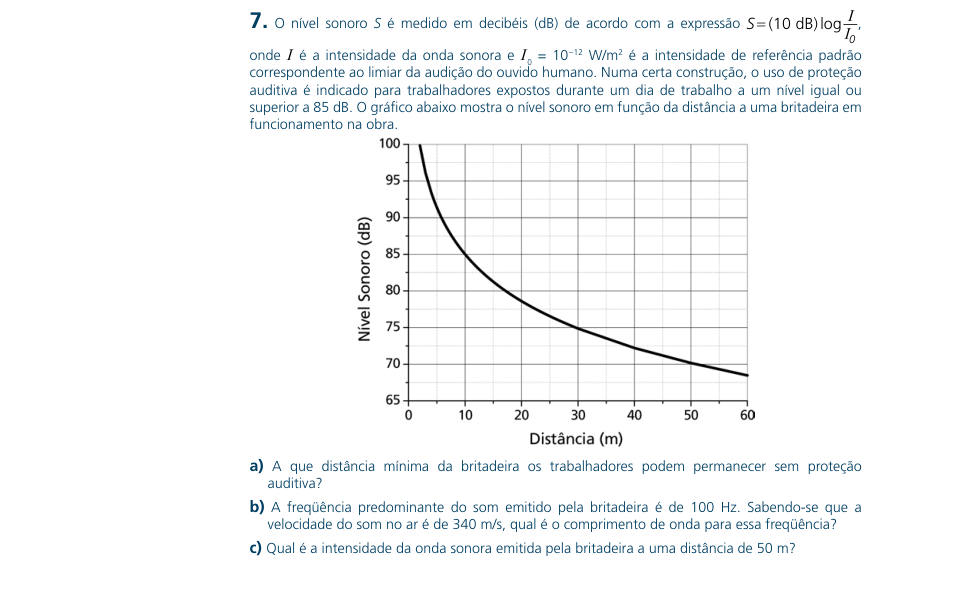 7. O nível sonoro S é medido em decibéis (dB) de acordo com a expressão S=(10 dB)log I/I₀,
onde I é a intensidade da onda sonora e I₀ = 10⁻¹² W/m² é a intensidade de referência padrão
correspondente ao limiar da audição do ouvido humano. Numa certa construção, o uso de proteção
auditiva é indicado para trabalhadores expostos durante um dia de trabalho a um nível igual ou
superior a 85 dB. O gráfico abaixo mostra o nível sonoro em função da distância a uma britadeira em
funcionamento na obra.
100
95
90
85
80
75
70
65
Nível Sonoro (dB)
0 10 20 30 40 50 60
Distância (m)
a) A que distância mínima da britadeira os trabalhadores podem permanecer sem proteção
auditiva?
b) A freqüência predominante do som emitido pela britadeira é de 100 Hz. Sabendo-se que a
velocidade do som no ar é de 340 m/s, qual é o comprimento de onda para essa freqüência?
c) Qual é a intensidade da onda sonora emitida pela britadeira a uma distância de 50 m?